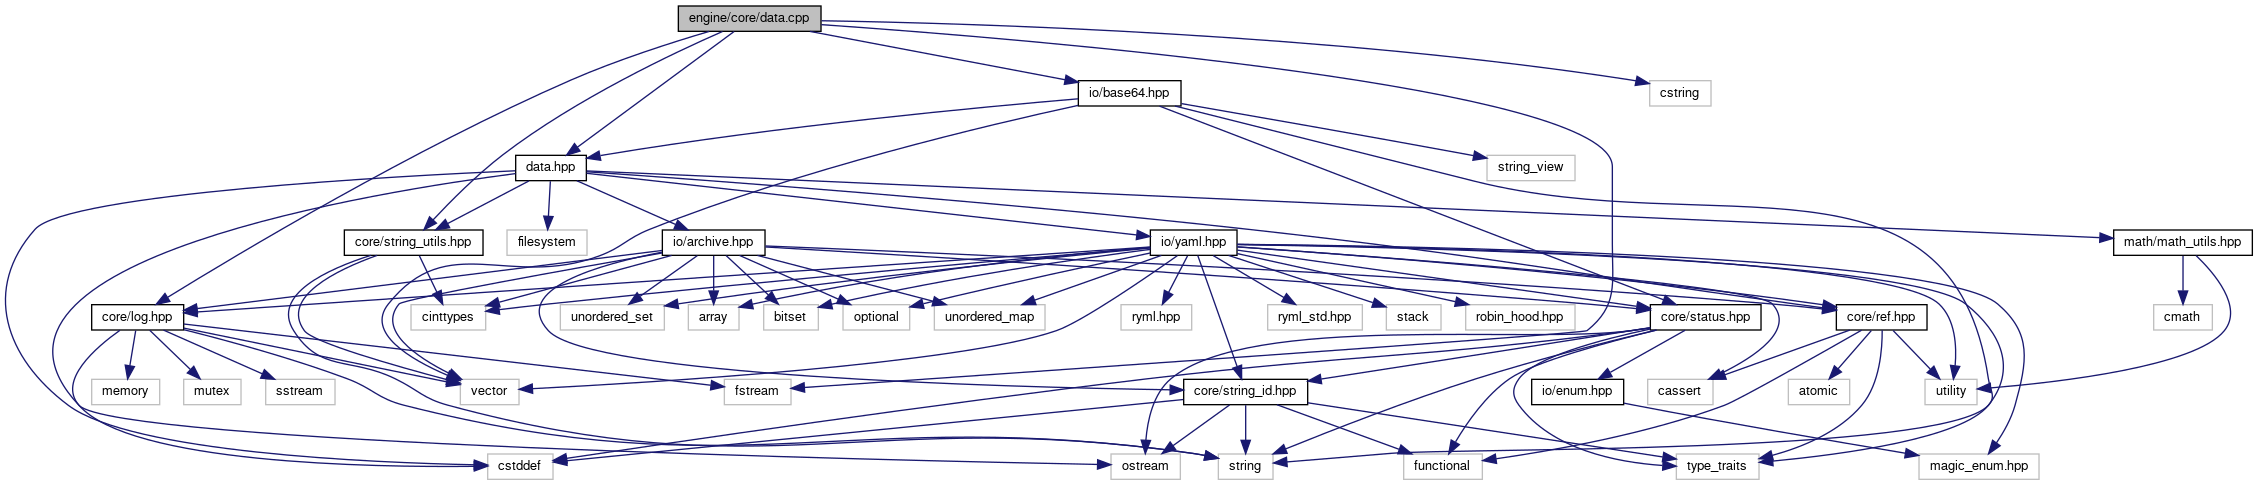 engine/core/data.cpp
io/base64.hpp
cstring
data.hpp
string_view
core/string_utils.hpp
filesystem
io/archive.hpp
io/yaml.hpp
math/math_utils.hpp
core/log.hpp
cinttypes
unordered_set
array
bitset
optional
unordered_map
ryml.hpp
ryml_std.hpp
stack
robin_hood.hpp
core/status.hpp
core/ref.hpp
cmath
memory
mutex
sstream
vector
fstream
core/string_id.hpp
io/enum.hpp
cassert
atomic
utility
cstddef
ostream
string
functional
type_traits
magic_enum.hpp